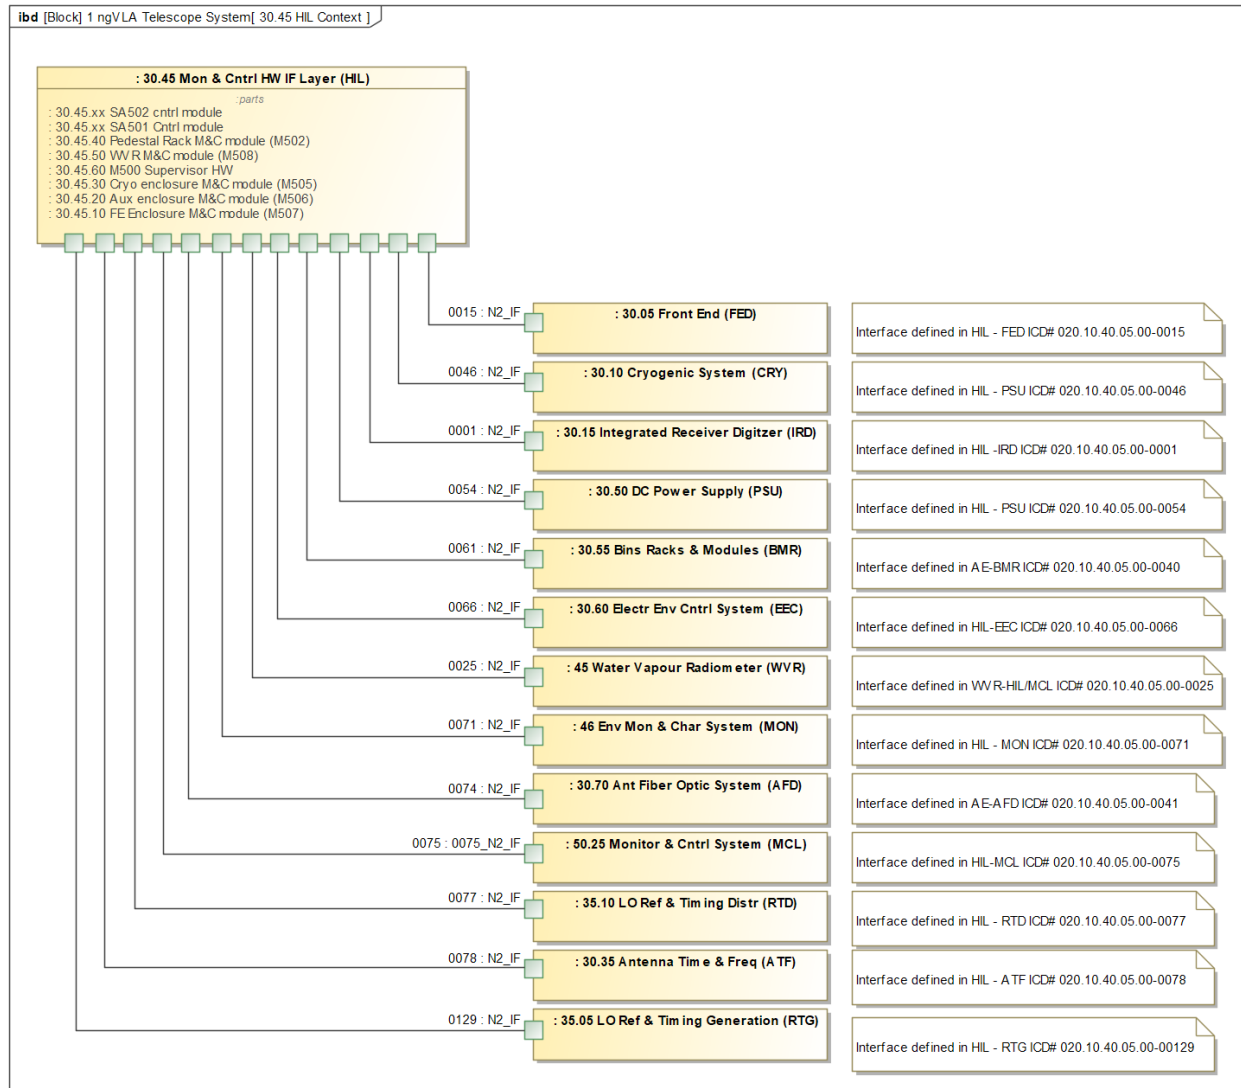 ibd [Block] 1 ngVLA Telescope System[ 30.45 HIL Context ]
: 30.45 Mon & Cntrl HW IF Layer (HIL)
:parts
: 30.45.xx SA502 cntrl module
: 30.45.xx SA501 Cntrl module
: 30.45.40 Pedestal Rack M&C module (M502)
: 30.45.50 WVR M&C module (M508)
: 30.45.60 M500 Supervisor HW
: 30.45.30 Cryo enclosure M&C module (M505)
: 30.45.20 Aux enclosure M&C module (M506)
: 30.45.10 FE Enclosure M&C module (M507)
0015 : N2_IF
: 30.05 Front End (FED)
Interface defined in HIL - FED ICD# 020.10.40.05.00-0015
0046 : N2_IF
: 30.10 Cryogenic System (CRY)
Interface defined in HIL - PSU ICD# 020.10.40.05.00-0046
0001 : N2_IF
: 30.15 Integrated Receiver Digitzer (IRD)
Interface defined in HIL -IRD ICD# 020.10.40.05.00-0001
0054 : N2_IF
: 30.50 DC Power Supply (PSU)
Interface defined in HIL - PSU ICD# 020.10.40.05.00-0054
0061 : N2_IF
: 30.55 Bins Racks & Modules (BMR)
Interface defined in AE-BMR ICD# 020.10.40.05.00-0040
0066 : N2_IF
: 30.60 Electr Env Cntrl System (EEC)
Interface defined in HIL-EEC ICD# 020.10.40.05.00-0066
0025 : N2_IF
: 45 Water Vapour Radiometer (WVR)
Interface defined in WVR-HIL/MCL ICD# 020.10.40.05.00-0025
0071 : N2_IF
: 46 Env Mon & Char System (MON)
Interface defined in HIL - MON ICD# 020.10.40.05.00-0071
0074 : N2_IF
: 30.70 Ant Fiber Optic System (AFD)
Interface defined in AE-AFD ICD# 020.10.40.05.00-0041
0075 : 0075_N2_IF
: 50.25 Monitor & Cntrl System (MCL)
Interface defined in HIL-MCL ICD# 020.10.40.05.00-0075
0077 : N2_IF
: 35.10 LO Ref & Timing Distr (RTD)
Interface defined in HIL - RTD ICD# 020.10.40.05.00-0077
0078 : N2_IF
: 30.35 Antenna Time & Freq (ATF)
Interface defined in HIL - ATF ICD# 020.10.40.05.00-0078
0129 : N2_IF
: 35.05 LO Ref & Timing Generation (RTG)
Interface defined in HIL - RTG ICD# 020.10.40.05.00-00129